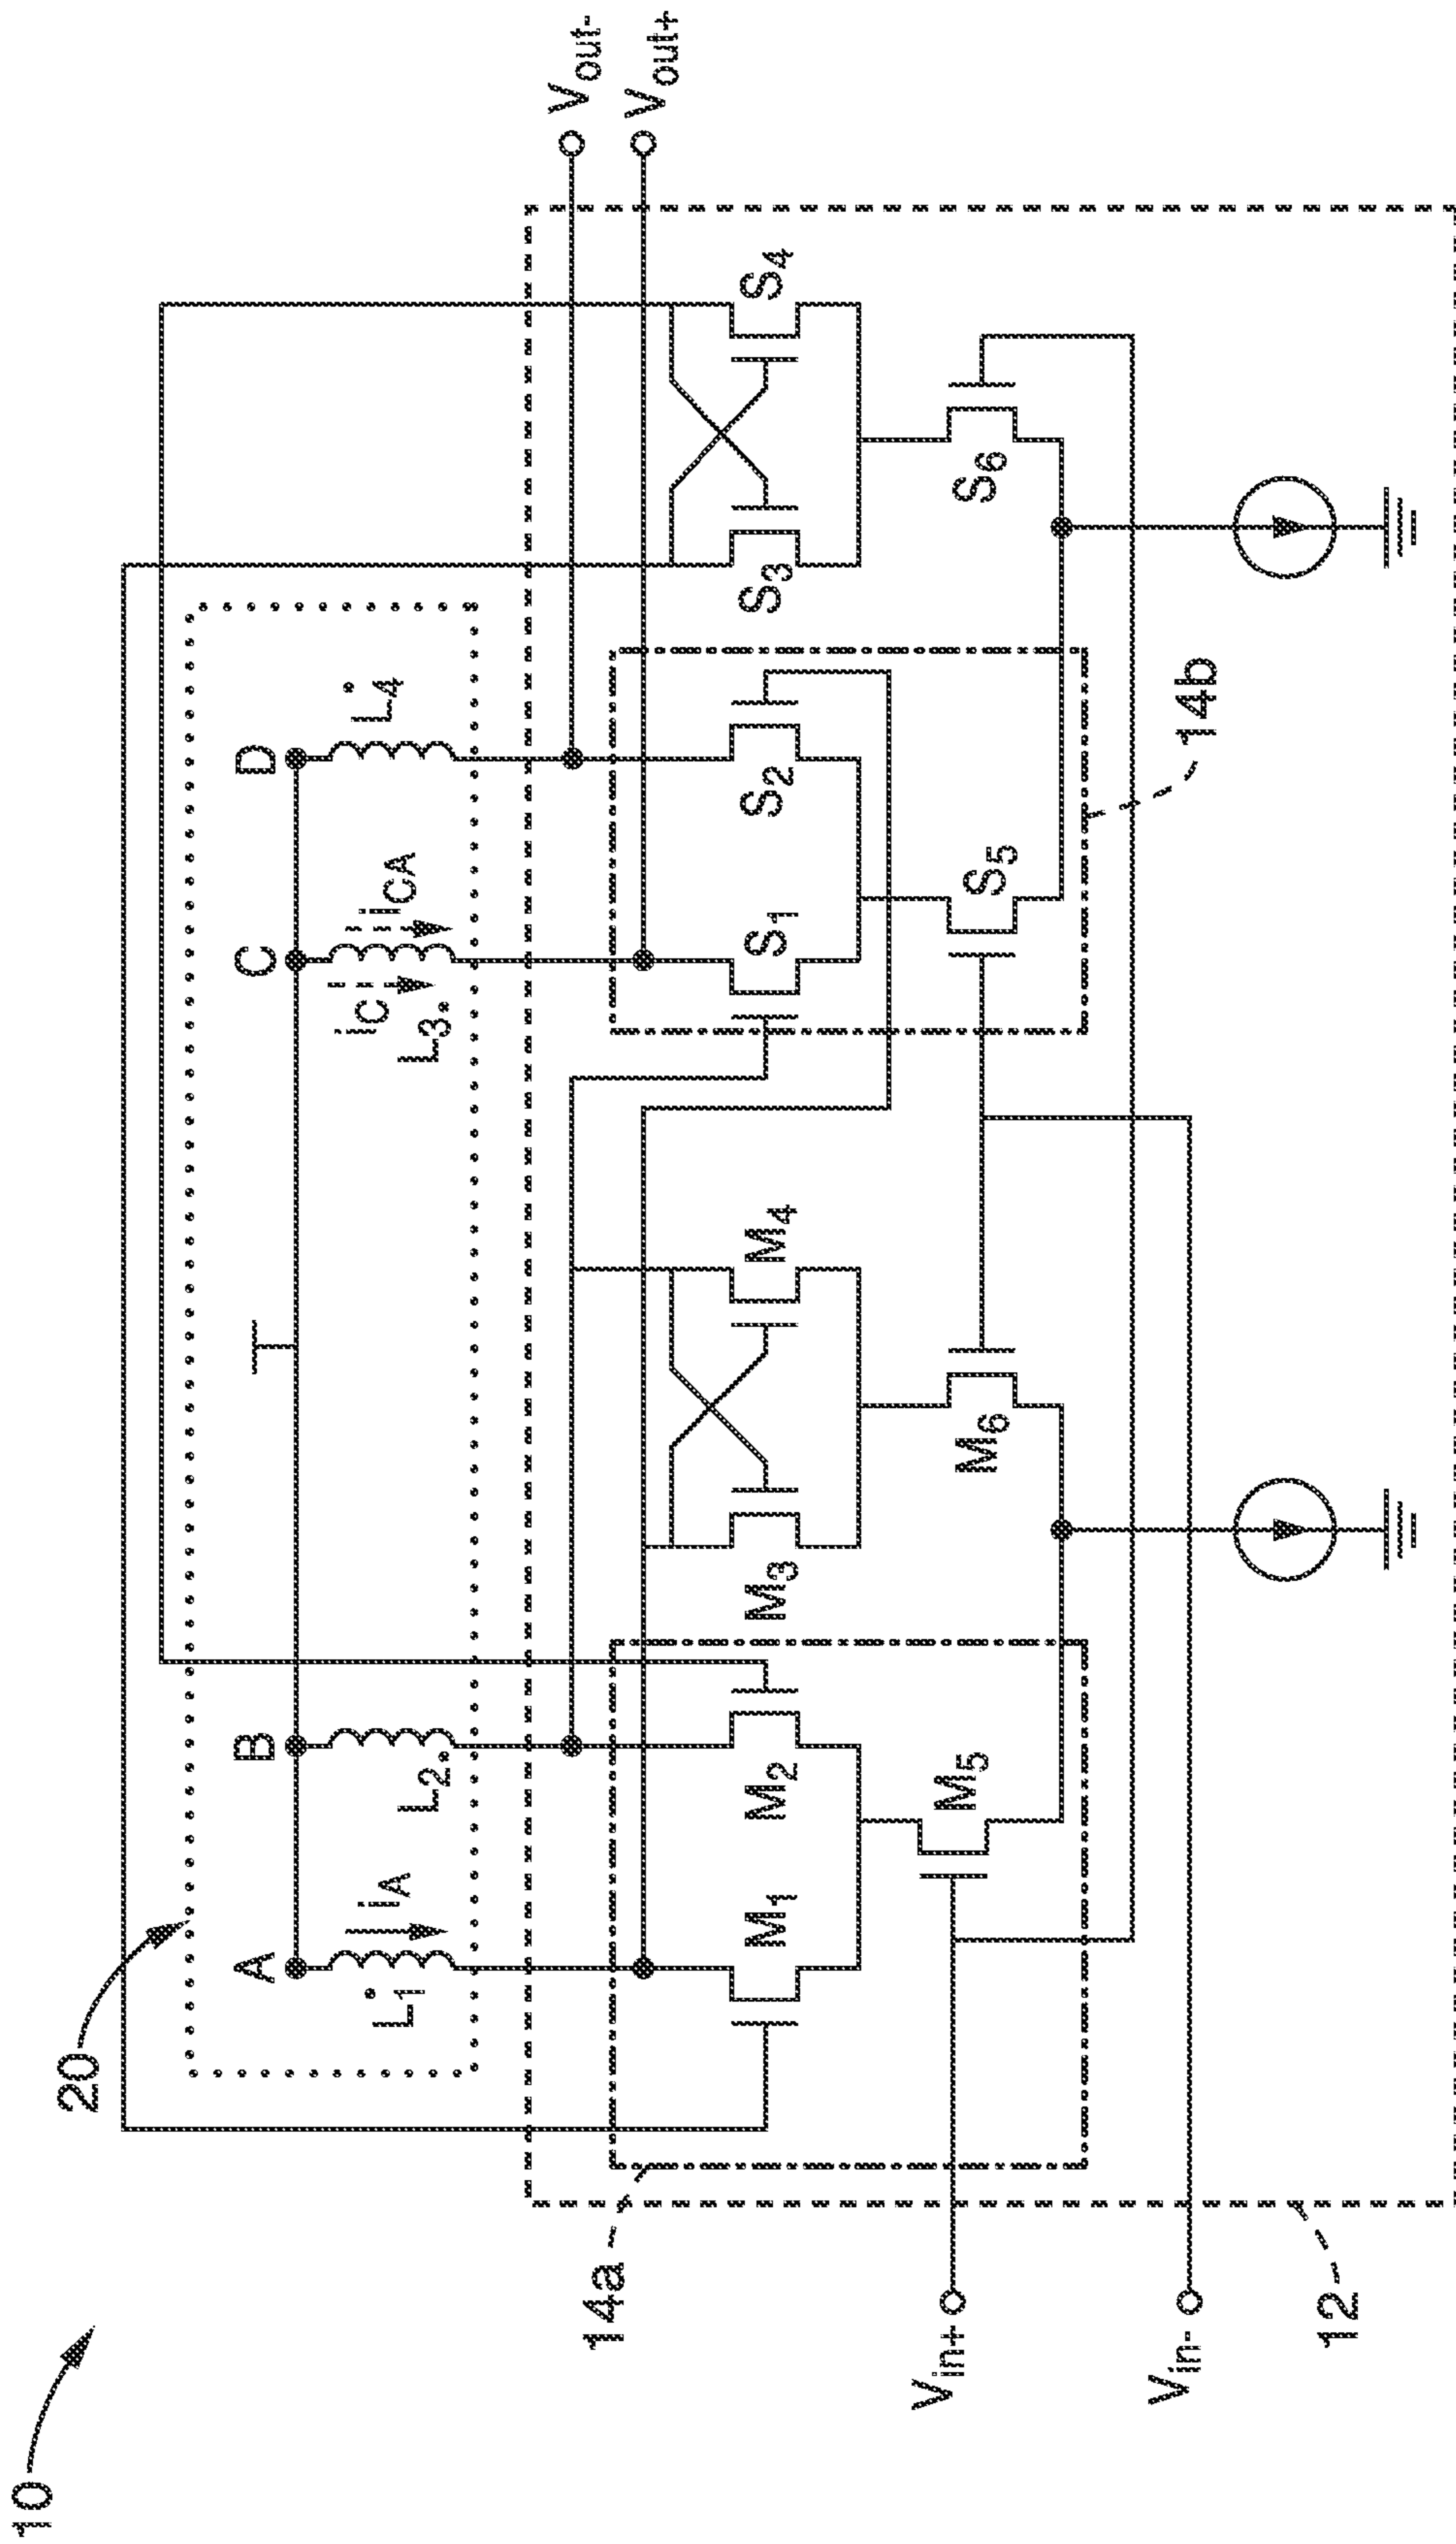 10
20
A
B
C
D
L1
iA
L2
iC
iCA
L3
L4
Vout-
Vout+
14a
M1
M2
M3
M4
S1
S2
S3
S4
M5
M6
S5
S6
Vin+
Vin-
14b
12